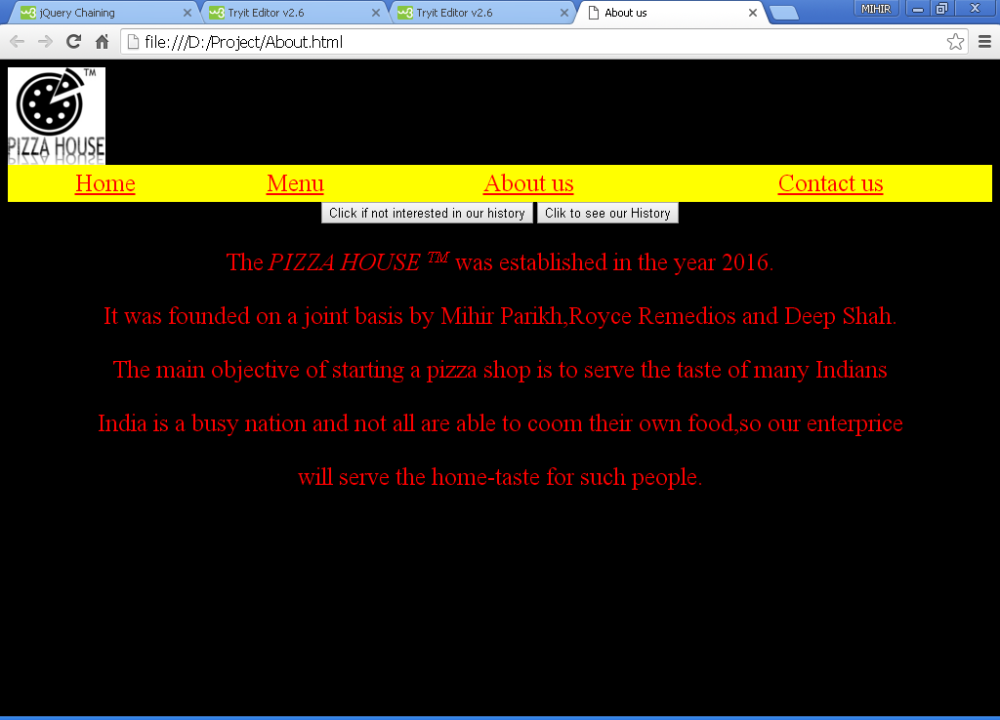 jQuery Chaining Tryit Editor v2.6 Tryit Editor v2.6 About us MIHIR
file:///D:/Project/About.html
TM
PIZZA HOUSE
Home Menu About us Contact us
Click if not interested in our history Clik to see our History
The PIZZA HOUSE TM was established in the year 2016.
It was founded on a joint basis by Mihir Parikh,Royce Remedios and Deep Shah.
The main objective of starting a pizza shop is to serve the taste of many Indians
India is a busy nation and not all are able to coom their own food,so our enterprice
will serve the home-taste for such people.